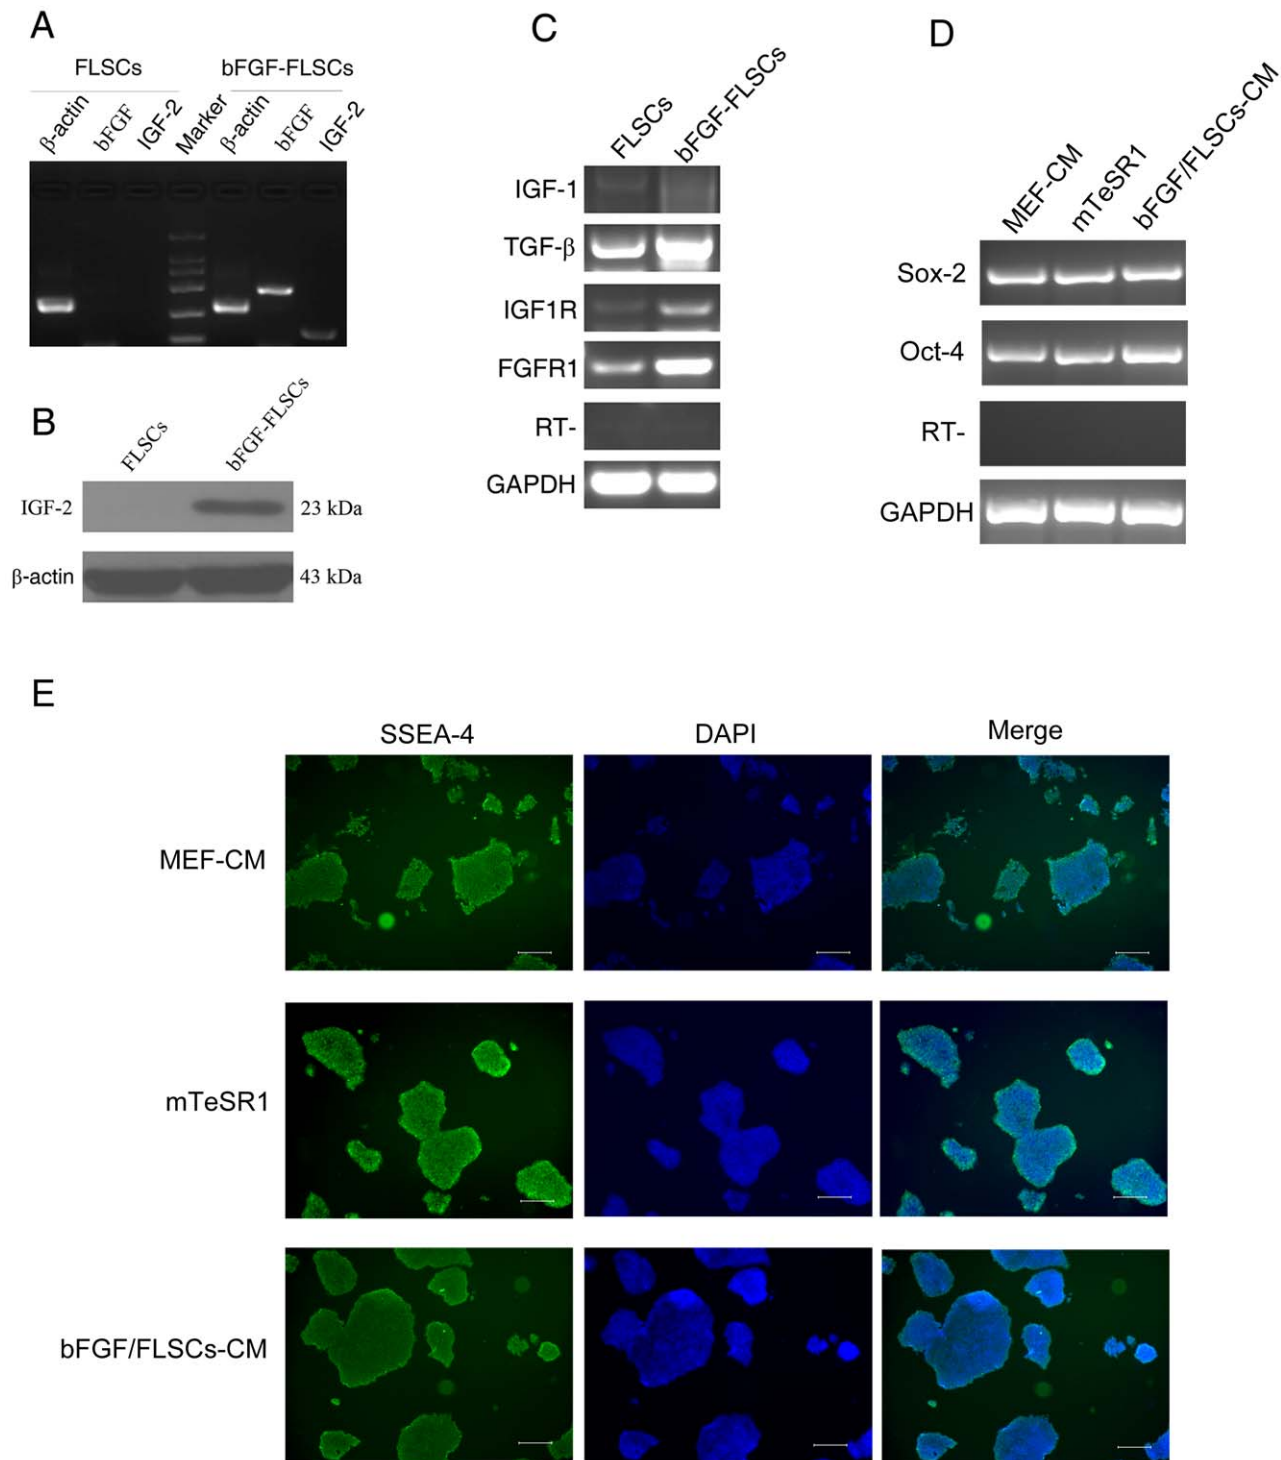 A
FLSCs
bFGF-FLSCs
β-actin
bFGF
IGF-2
Marker
β-actin
bFGF
IGF-2
B
FLSCs
bFGF-FLSCs
IGF-2
23 kDa
β-actin
43 kDa
C
FLSCs
bFGF-FLSCs
IGF-1
TGF-β
IGF1R
FGFR1
RT-
GAPDH
D
MEF-CM
mTeSR1
bFGF/FLSCs-CM
Sox-2
Oct-4
RT-
GAPDH
E
SSEA-4
DAPI
Merge
MEF-CM
mTeSR1
bFGF/FLSCs-CM